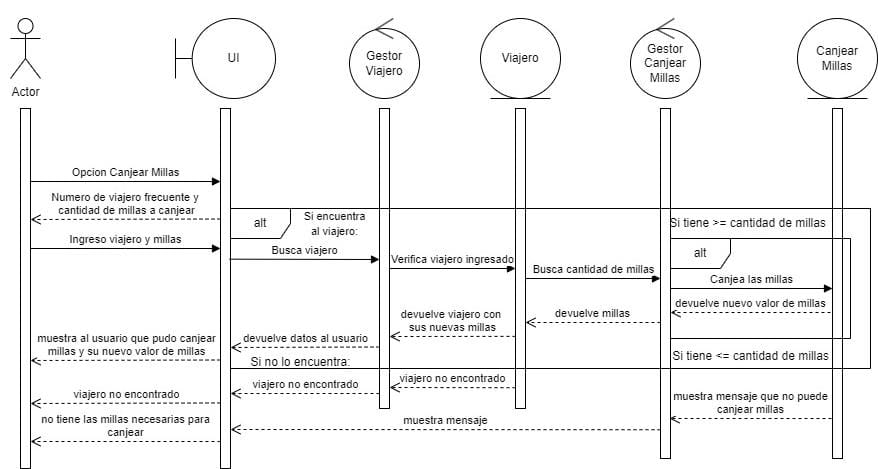 Actor
UI
Gestor
Viajero
Viajero
Gestor
Canjear
Millas
Canjear
Millas
Opcion Canjear Millas
Numero de viajero frecuente y
cantidad de millas a canjear
Ingreso viajero y millas
alt
Si encuentra
al viajero:
Busca viajero
Verifica viajero ingresado
Busca cantidad de millas
Si tiene >= cantidad de millas
alt
Canjea las millas
devuelve nuevo valor de millas
devuelve millas
devuelve viajero con
sus nuevas millas
devuelve datos al usuario
muestra al usuario que pudo canjear
millas y su nuevo valor de millas
Si tiene <= cantidad de millas
Si no lo encuentra:
viajero no encontrado
viajero no encontrado
viajero no encontrado
muestra mensaje que no puede
canjear millas
muestra mensaje
no tiene las millas necesarias para
canjear